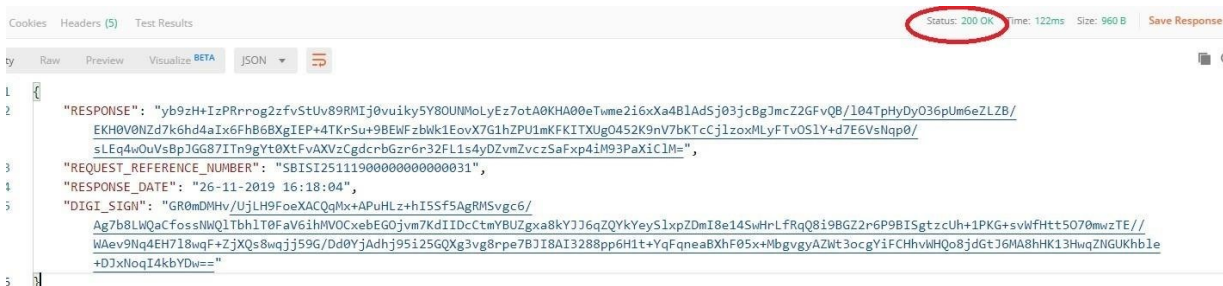 Cookies Headers (5) Test Results Status: 200 OK Time: 122ms Size: 960 B Save Response
ty Raw Preview Visualize BETA JSON
1 {
2 "RESPONSE": "yb9zH+IzPRrrog2zfvStUv89RMIj0vuiky5Y8OUNMoLyEz7otA0KHA00eTwme2i6xXa4BlAdSj03jcBgJmcZ2GFvQB/l04TpHyDyO36pUm6eZLZB/
EKH0V0NZd7k6hd4aIx6FhB6BXgIEP+4TKrSu+9BEWFzbWk1EovX7G1hZPU1mKFKITXUgO452K9nV7bKTcCjlzoxMLyFTvOSlY+d7E6VsNqp0/
sLEq4wOuVsBpJGG87ITn9gYt0XtFvAXVzCgdcrbGzr6r32FL1s4yDZvmZvczSaFxp4iM93PaXiClM=",
3 "REQUEST_REFERENCE_NUMBER": "SBISI25111900000000000031",
4 "RESPONSE_DATE": "26-11-2019 16:18:04",
5 "DIGI_SIGN": "GR0mDMHv/UjLH9FoeXACQqMx+APuHLz+hI5Sf5AgRMSvgc6/
Ag7b8LWQaCfossNWQlTbhlT0FaV6ihMVOCxebEGOjvm7KdIIDcCtmYBUZgxa8kYJJ6qZQYkYeySlxpZDmI8e14SwHrLfRqQ8i9BGZ2r6P9BISgtzcUh+1PKG+svWfHtt5O70mwzTE//
WAev9Nq4EH7l8wqF+ZjXQs8wqjj59G/Dd0YjAdhj95i25GQXg3vg8rpe7BJI8AI3288pp6H1t+YqFqneaBXhF05x+MbgvgyAZWt3ocgYiFCHhvWHQo8jdGtJ6MA8hHK13HwqZNGUKhble
+DJxNoqI4kbYDw=="
6 }